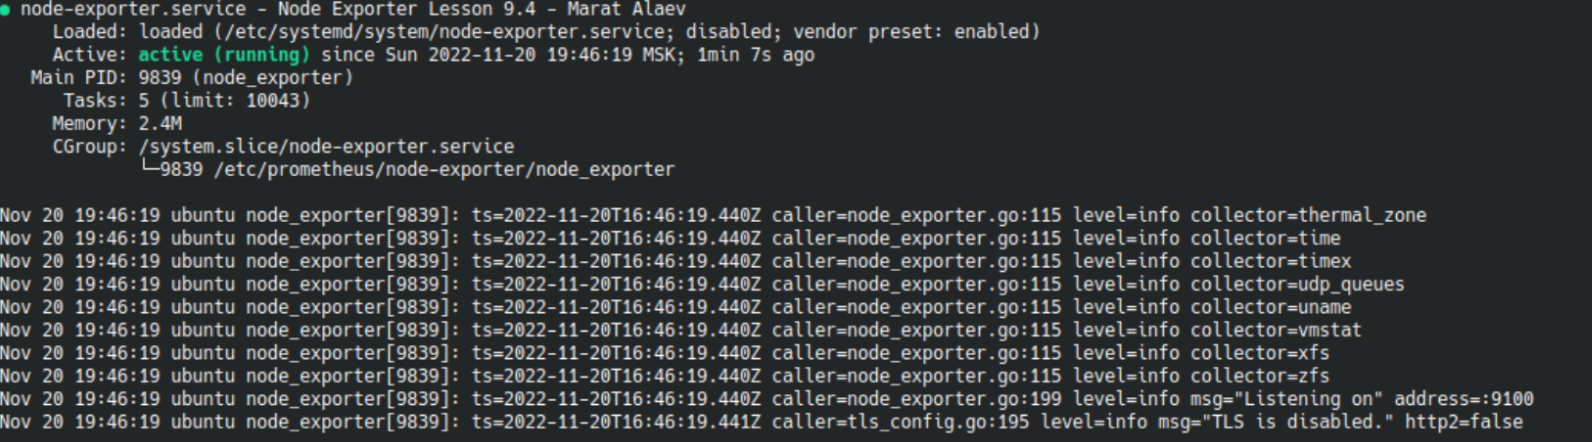 ● node-exporter.service - Node Exporter Lesson 9.4 - Marat Alaev
Loaded: loaded (/etc/systemd/system/node-exporter.service; disabled; vendor preset: enabled)
Active: active (running) since Sun 2022-11-20 19:46:19 MSK; 1min 7s ago
Main PID: 9839 (node_exporter)
Tasks: 5 (limit: 10043)
Memory: 2.4M
CGroup: /system.slice/node-exporter.service
└─9839 /etc/prometheus/node-exporter/node_exporter
Nov 20 19:46:19 ubuntu node_exporter[9839]: ts=2022-11-20T16:46:19.440Z caller=node_exporter.go:115 level=info collector=thermal_zone
Nov 20 19:46:19 ubuntu node_exporter[9839]: ts=2022-11-20T16:46:19.440Z caller=node_exporter.go:115 level=info collector=time
Nov 20 19:46:19 ubuntu node_exporter[9839]: ts=2022-11-20T16:46:19.440Z caller=node_exporter.go:115 level=info collector=timex
Nov 20 19:46:19 ubuntu node_exporter[9839]: ts=2022-11-20T16:46:19.440Z caller=node_exporter.go:115 level=info collector=udp_queues
Nov 20 19:46:19 ubuntu node_exporter[9839]: ts=2022-11-20T16:46:19.440Z caller=node_exporter.go:115 level=info collector=uname
Nov 20 19:46:19 ubuntu node_exporter[9839]: ts=2022-11-20T16:46:19.440Z caller=node_exporter.go:115 level=info collector=vmstat
Nov 20 19:46:19 ubuntu node_exporter[9839]: ts=2022-11-20T16:46:19.440Z caller=node_exporter.go:115 level=info collector=xfs
Nov 20 19:46:19 ubuntu node_exporter[9839]: ts=2022-11-20T16:46:19.440Z caller=node_exporter.go:115 level=info collector=zfs
Nov 20 19:46:19 ubuntu node_exporter[9839]: ts=2022-11-20T16:46:19.440Z caller=node_exporter.go:199 level=info msg="Listening on" address=:9100
Nov 20 19:46:19 ubuntu node_exporter[9839]: ts=2022-11-20T16:46:19.441Z caller=tls_config.go:195 level=info msg="TLS is disabled." http2=false